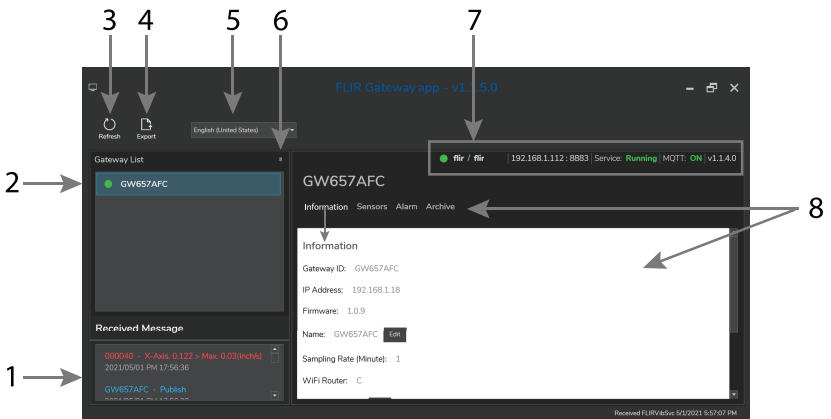 3 4 5 6 7
FLIR Gateway app - v1.1.5.0
Refresh Export English (United States)
flir / flir 192.168.1.112 : 8883 Service: Running MQTT: ON v1.1.4.0
Gateway List
2 GW657AFC
GW657AFC
Information Sensors Alarm Archive
8
Information
Gateway ID: GW657AFC
IP Address: 192.168.1.18
Firmware: 1.0.9
Name: GW657AFC Edit
Sampling Rate (Minute): 1
WiFi Router: C
Received Message
1
000040 - X-Axis. 0.122 > Max. 0.03(inch/s)
2021/05/01 PM 17:56:36
GW657AFC - Publish
Received FLIRVibSvc 5/1/2021 5:57:07 PM